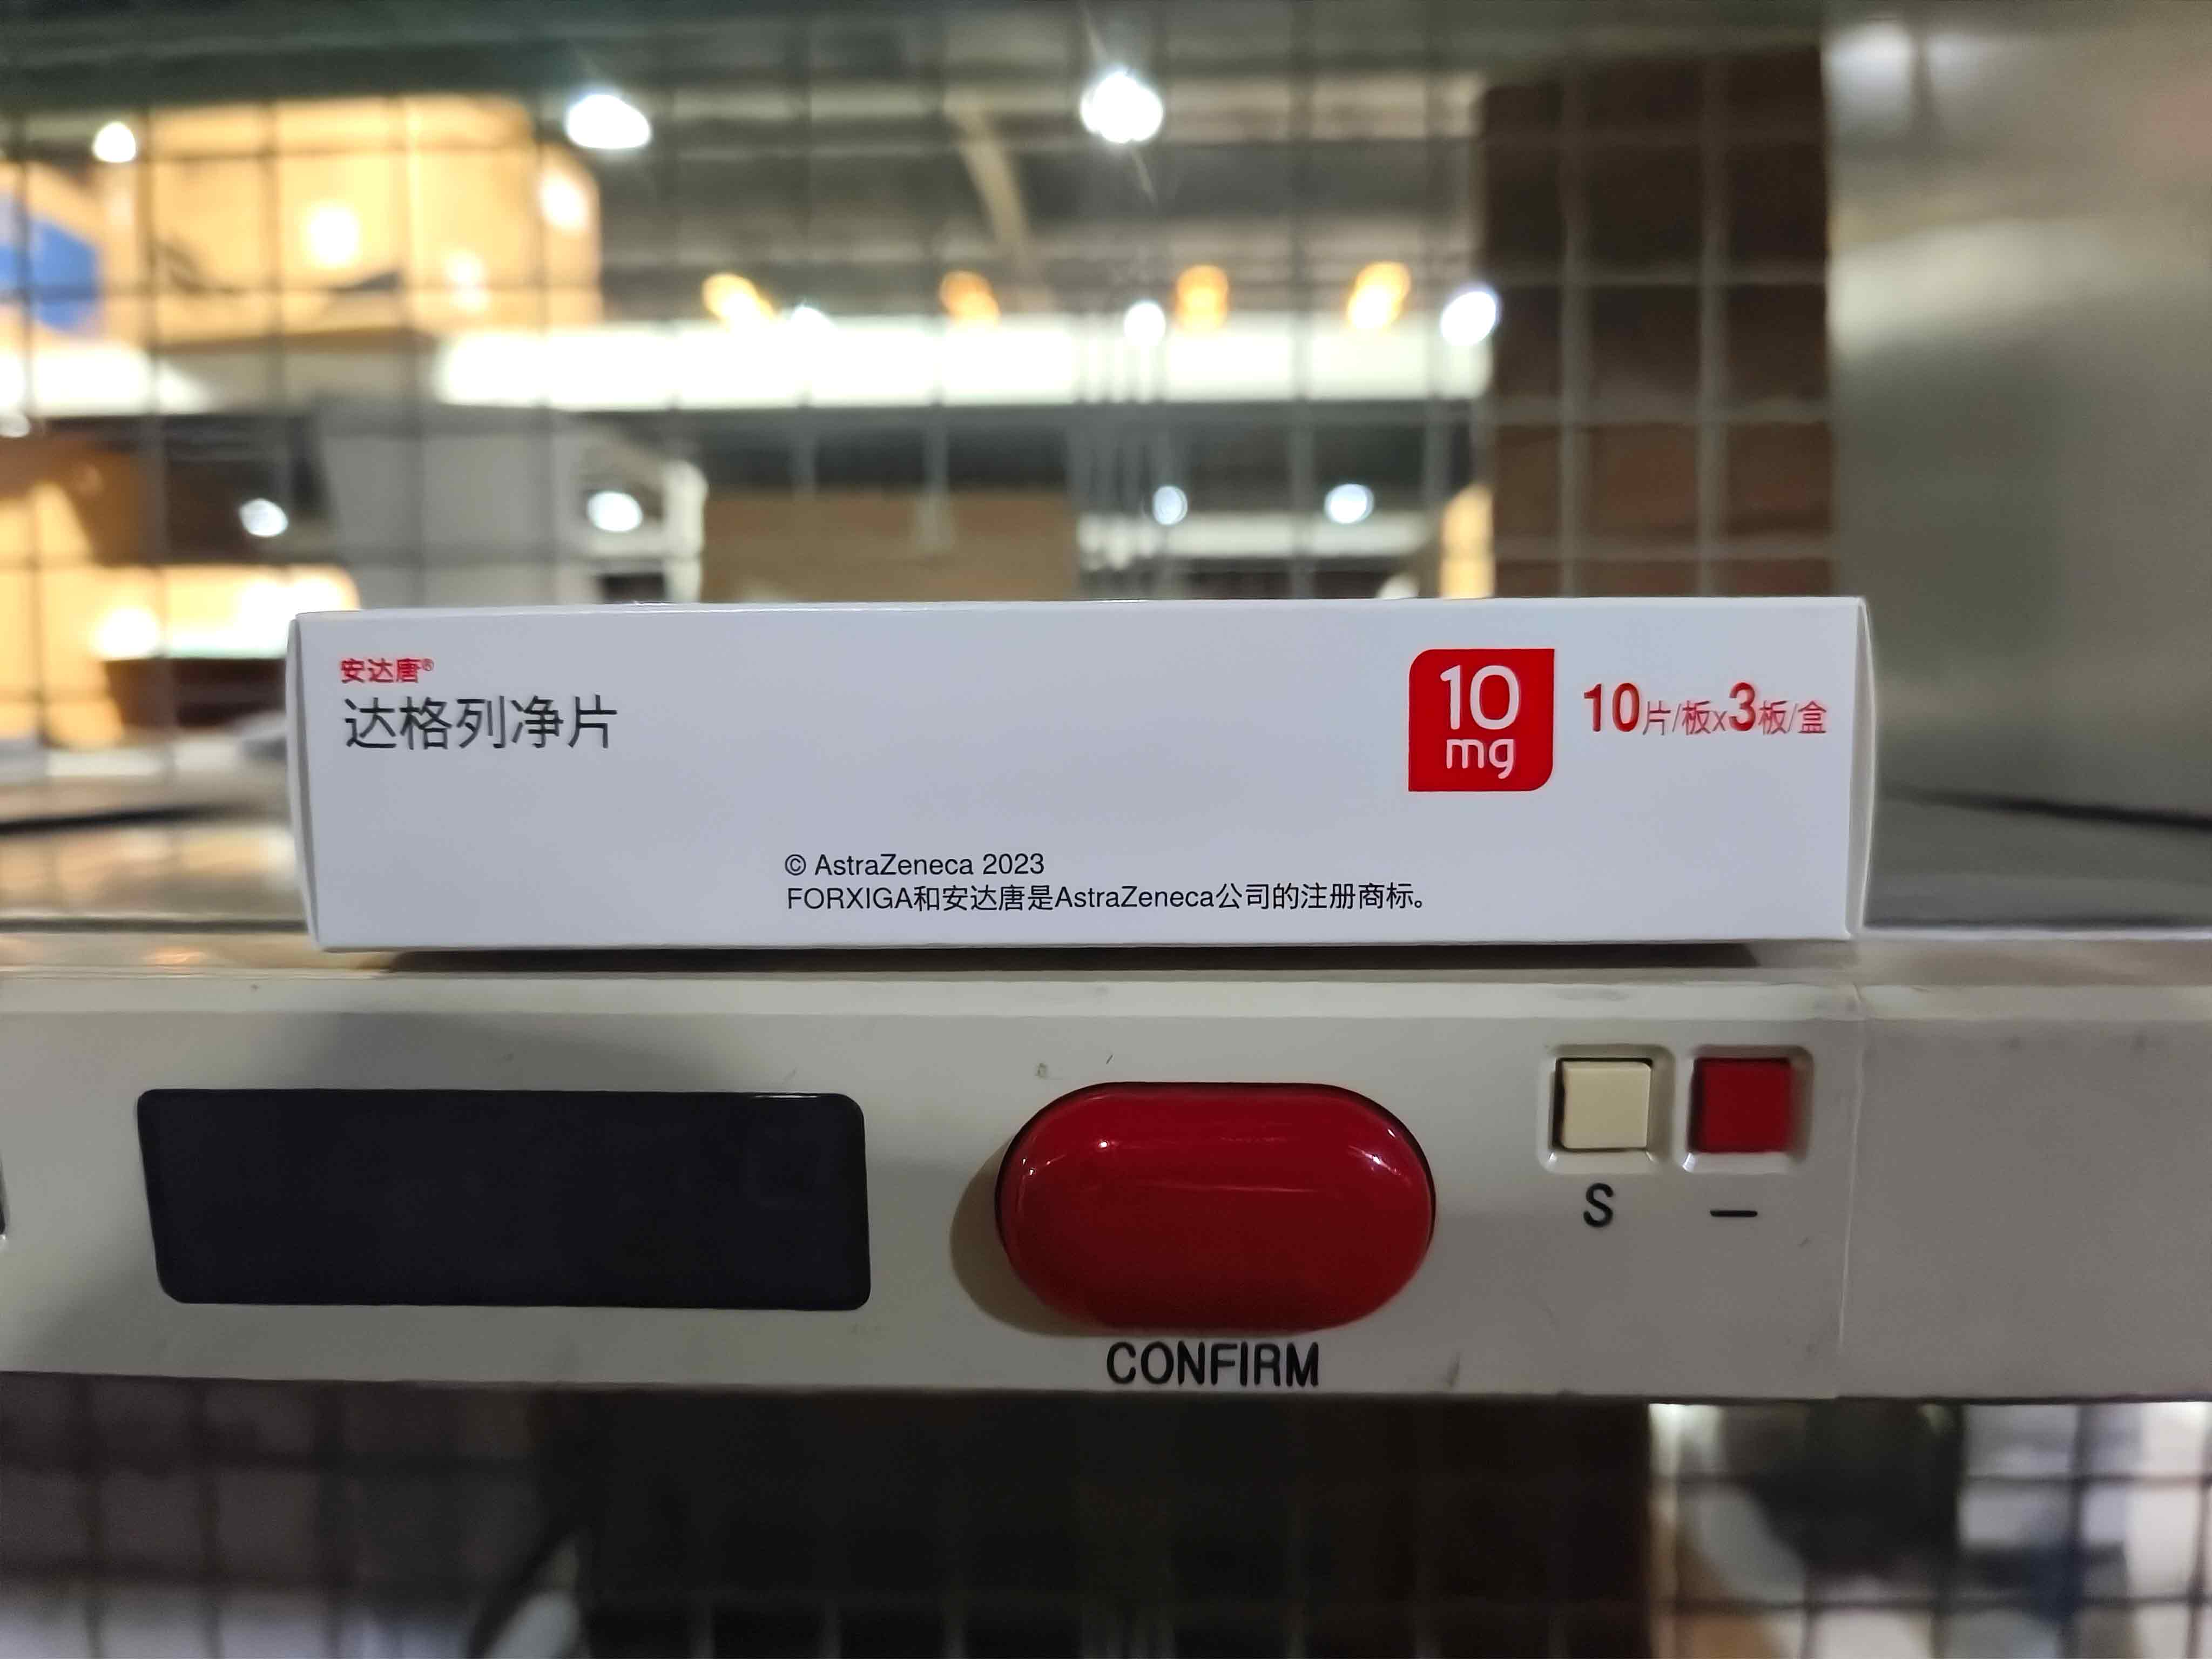 安达唐®
达格列净片
10
mg
10片/板x3板/盒
© AstraZeneca 2023
FORXIGA和安达唐是AstraZeneca公司的注册商标。
S
–
CONFIRM